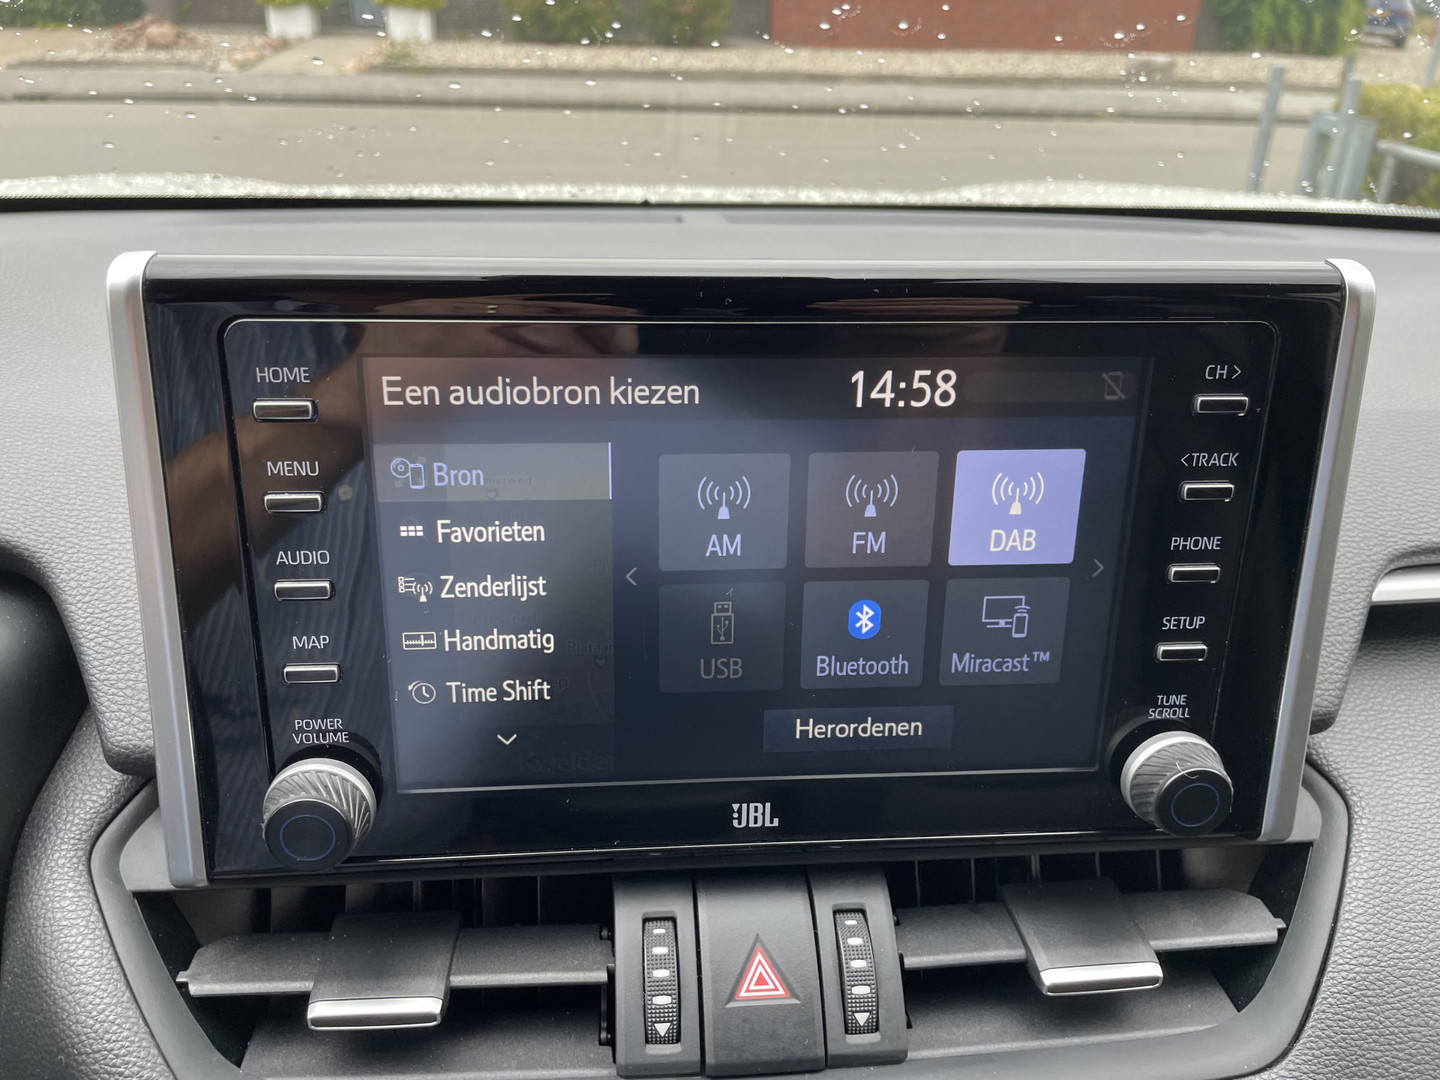 HOME
MENU
AUDIO
MAP
POWER
VOLUME
Een audiobron kiezen
14:58
Bron
Favorieten
Zenderlijst
Handmatig
Time Shift
AM
FM
DAB
USB
Bluetooth
Miracast™
Herordenen
CH >
< TRACK
PHONE
SETUP
TUNE
SCROLL
JBL